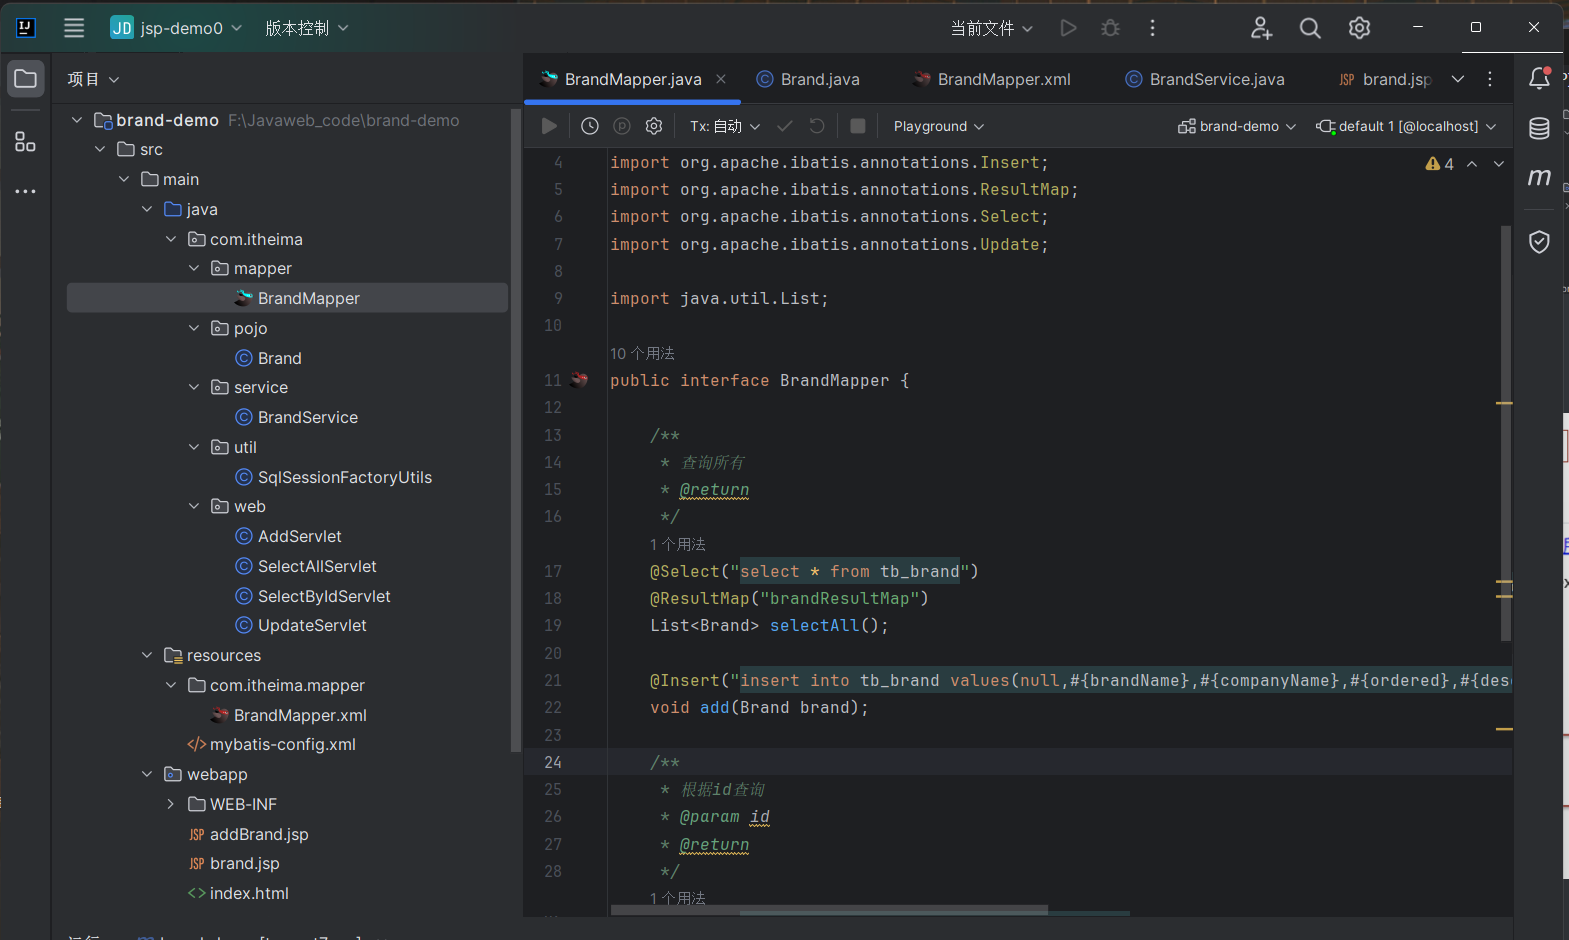 JD jsp-demo0 版本控制 当前文件
项目
brand-demo F:\Javaweb_code\brand-demo
src
main
java
com.itheima
mapper
BrandMapper
pojo
Brand
service
BrandService
util
SqlSessionFactoryUtils
web
AddServlet
SelectAllServlet
SelectByIdServlet
UpdateServlet
resources
com.itheima.mapper
BrandMapper.xml
mybatis-config.xml
webapp
WEB-INF
JSP addBrand.jsp
JSP brand.jsp
index.html
BrandMapper.java Brand.java BrandMapper.xml BrandService.java JSP brand.jsp
Tx: 自动 Playground brand-demo default 1 [@localhost]
4 import org.apache.ibatis.annotations.Insert; 4
5 import org.apache.ibatis.annotations.ResultMap;
6 import org.apache.ibatis.annotations.Select;
7 import org.apache.ibatis.annotations.Update;
8
9 import java.util.List;
10
10 个用法
11 public interface BrandMapper {
12
13 /**
14 * 查询所有
15 * @return
16 */
1 个用法
17 @Select("select * from tb_brand")
18 @ResultMap("brandResultMap")
19 List<Brand> selectAll();
20
21 @Insert("insert into tb_brand values(null,#{brandName},#{companyName},#{ordered},#{des
22 void add(Brand brand);
23
24 /**
25 * 根据id查询
26 * @param id
27 * @return
28 */
1 个用法